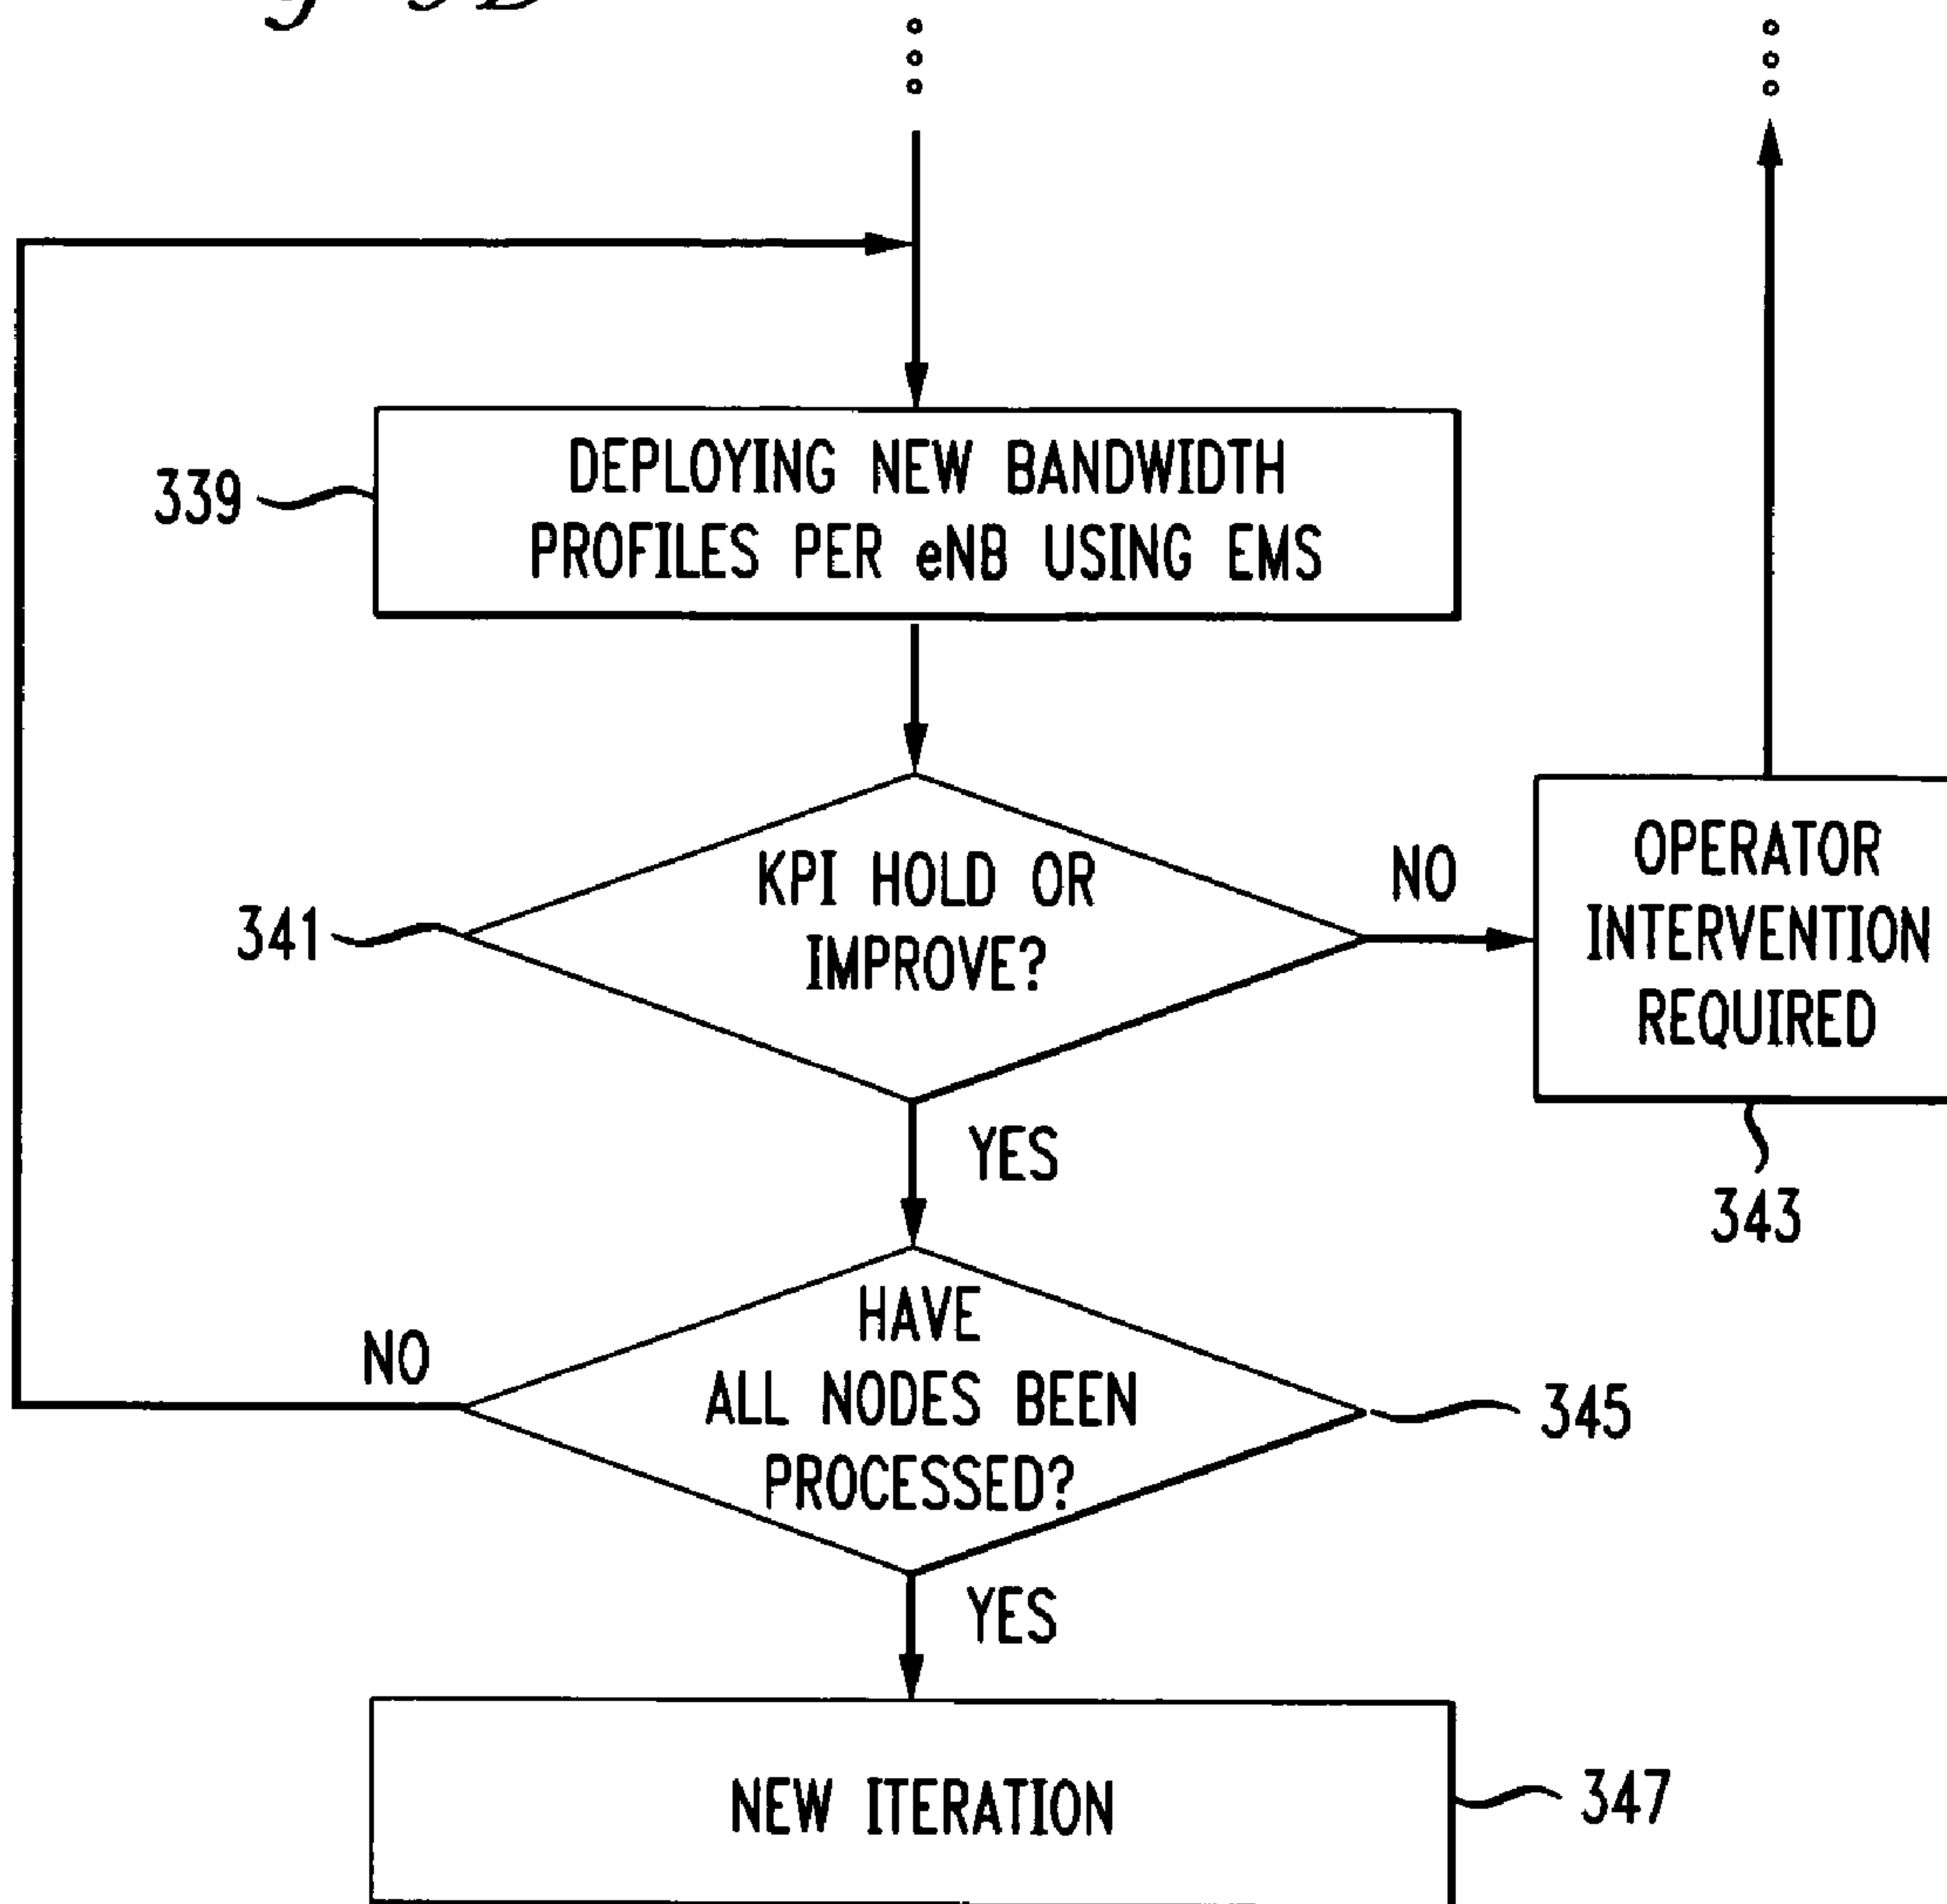 DEPLOYING NEW BANDWIDTH
PROFILES PER eNB USING EMS
339
KPI HOLD OR
IMPROVE?
341
NO
OPERATOR
INTERVENTION
REQUIRED
343
YES
HAVE
ALL NODES BEEN
PROCESSED?
NO
345
YES
NEW ITERATION
347